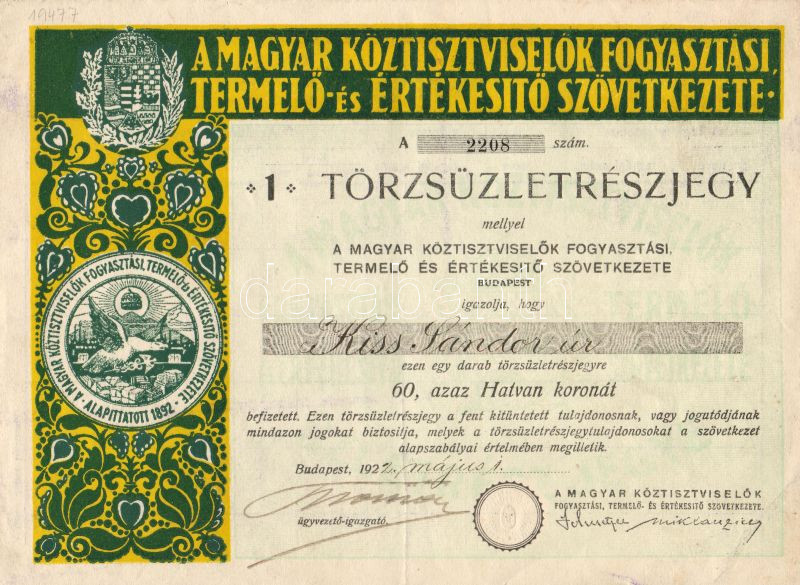 19477
A MAGYAR KÖZTISZTVISELŐK FOGYASZTÁSI,
TERMELŐ- és ÉRTÉKESITŐ SZÖVETKEZETE·
A 2208 szám.
1 TÖRZSÜZLETRÉSZJEGY
mellyel
A MAGYAR KÖZTISZTVISELŐK FOGYASZTÁSI,
TERMELŐ ÉS ÉRTÉKESITŐ SZÖVETKEZETE
BUDAPEST
igazolja, hogy
Kiss Sándor úr
ezen egy darab törzsüzletrészjegyre
60, azaz Hatvan koronát
befizetett. Ezen törzsüzletrészjegy a fent kitüntetett tulajdonosnak, vagy jogutódjának
mindazon jogokat biztosítja, melyek a törzsüzletrészjegytulajdonosokat a szövetkezet
alapszabályai értelmében megilletik.
Budapest, 1922. május 1.
ügyvezető-igazgató.
A MAGYAR KÖZTISZTVISELŐK
FOGYASZTÁSI, TERMELŐ- ÉS ÉRTÉKESITŐ SZÖVETKEZETE.
A MAGYAR KÖZTISZTVISELŐK FOGYASZTÁSI, TERMELŐ- és ÉRTÉKESITŐ SZÖVETKEZETE-
- ALAPITTATOTT 1892 -
darabanth